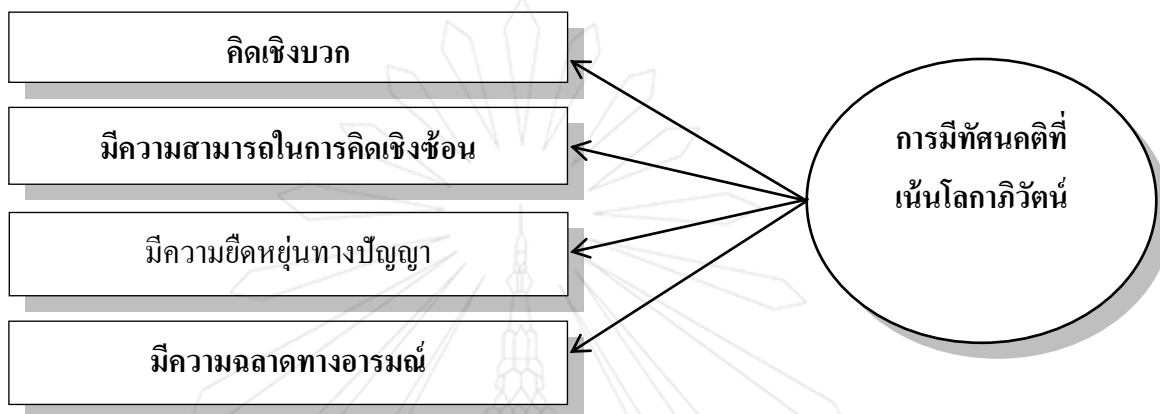 คิดเชิงบวก
มีความสามารถในการคิดเชิงซ้อน
มีความยืดหยุ่นทางปัญญา
มีความฉลาดทางอารมณ์
การมีทัศนคติที่
เน้นโลกาภิวัตน์